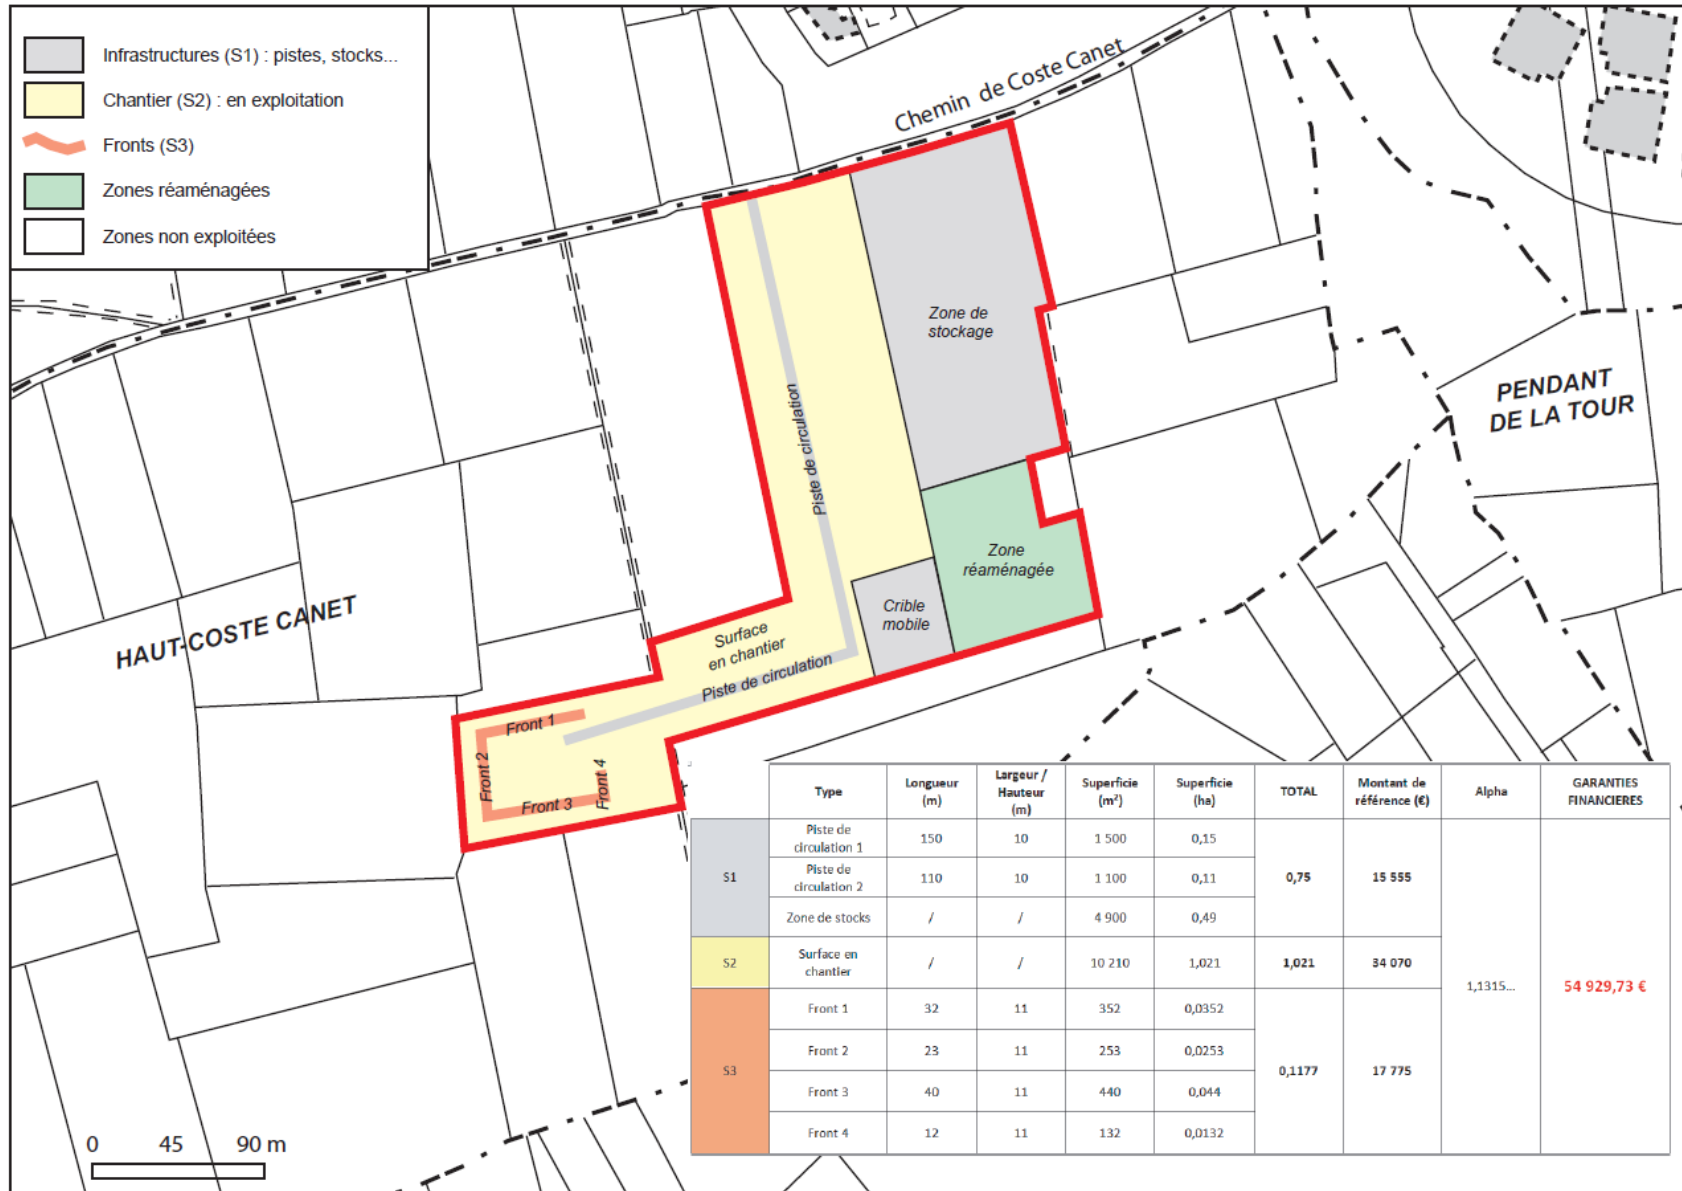 Infrastructures (S1) : pistes, stocks...
Chantier (S2) : en exploitation
Fronts (S3)
Zones réaménagées
Zones non exploitées
Chemin de Coste Canet
Zone de
stockage
PENDANT
DE LA TOUR
Piste de circulation
Zone
réaménagée
Crible
mobile
HAUT-COSTE CANET
Surface
en chantier
Piste de circulation
Front 1
Front 2
Front 3
Front 4
0 45 90 m
Type Longueur (m) Largeur / Hauteur (m) Superficie (m²) Superficie (ha) TOTAL Montant de référence (€) Alpha GARANTIES FINANCIERES
S1 Piste de circulation 1 150 10 1 500 0,15 0,75 15 555 1,1315... 54 929,73 €
Piste de circulation 2 110 10 1 100 0,11
Zone de stocks / / 4 900 0,49
S2 Surface en chantier / / 10 210 1,021 1,021 34 070
S3 Front 1 32 11 352 0,0352 0,1177 17 775
Front 2 23 11 253 0,0253
Front 3 40 11 440 0,044
Front 4 12 11 132 0,0132